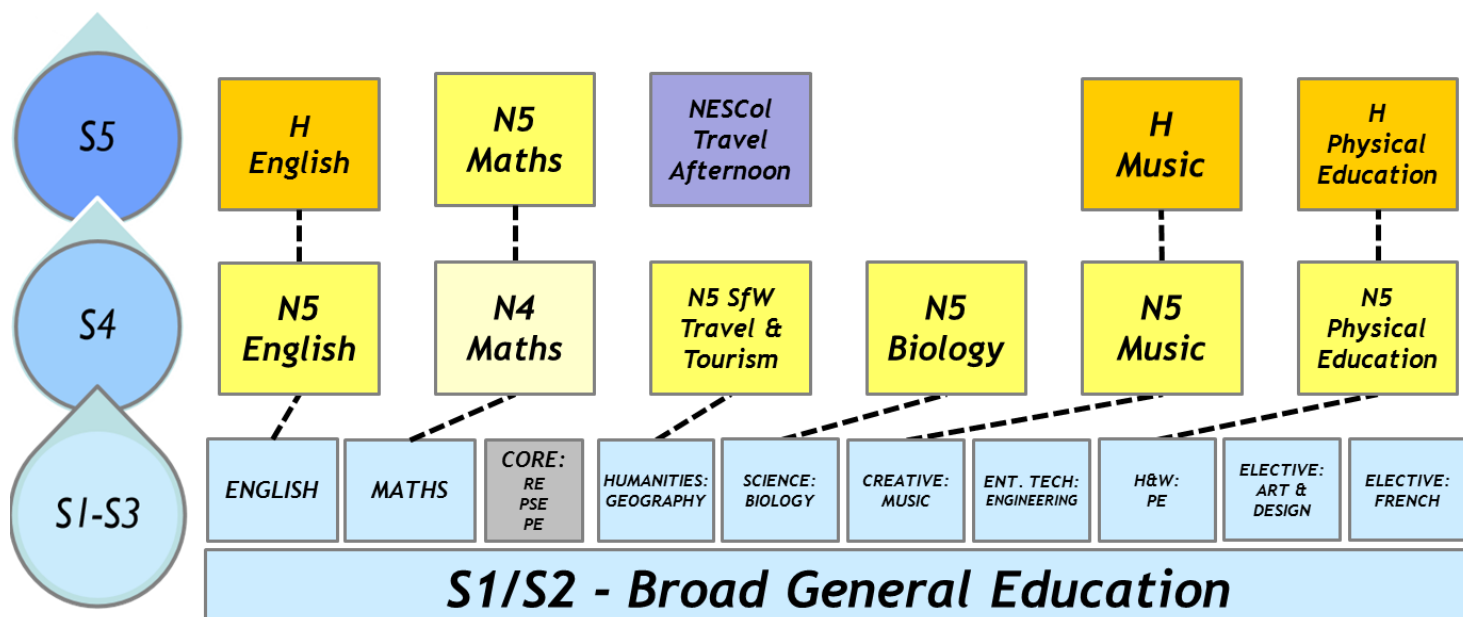 S5
H
English
N5
Maths
NESCol
Travel
Afternoon
H
Music
H
Physical
Education
S4
N5
English
N4
Maths
N5 SfW
Travel &
Tourism
N5
Biology
N5
Music
N5
Physical
Education
S1-S3
ENGLISH
MATHS
CORE:
RE
PSE
PE
HUMANITIES:
GEOGRAPHY
SCIENCE:
BIOLOGY
CREATIVE:
MUSIC
ENT. TECH:
ENGINEERING
H&W:
PE
ELECTIVE:
ART &
DESIGN
ELECTIVE:
FRENCH
S1/S2 - Broad General Education